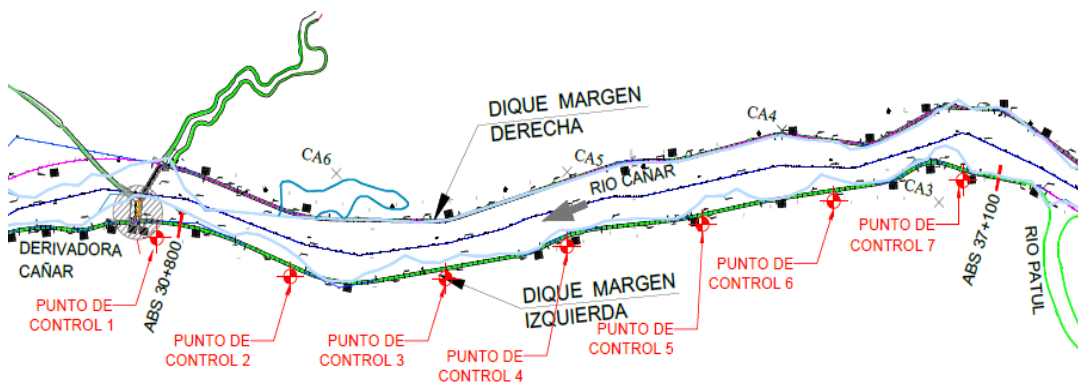 DIQUE MARGEN
DERECHA
CA4
CA6
CA5
RIO CAÑAR
CA3
PUNTO DE
CONTROL 7
ABS 37+100
RIO PATUL
DERIVADORA
CAÑAR
ABS 30+800
PUNTO DE
CONTROL 6
DIQUE MARGEN
IZQUIERDA
PUNTO DE
CONTROL 1
PUNTO DE
CONTROL 2
PUNTO DE
CONTROL 3
PUNTO DE
CONTROL 4
PUNTO DE
CONTROL 5